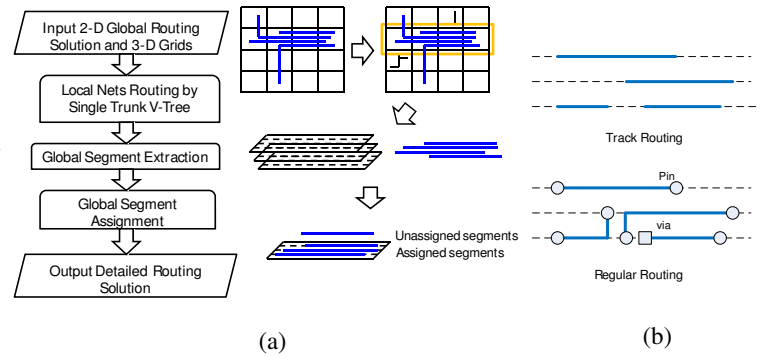 Input 2-D Global Routing
Solution and 3-D Grids
Local Nets Routing by
Single Trunk V-Tree
Global Segment Extraction
Global Segment
Assignment
Output Detailed Routing
Solution
Unassigned segments
Assigned segments
(a)
Track Routing
Pin
via
Regular Routing
(b)